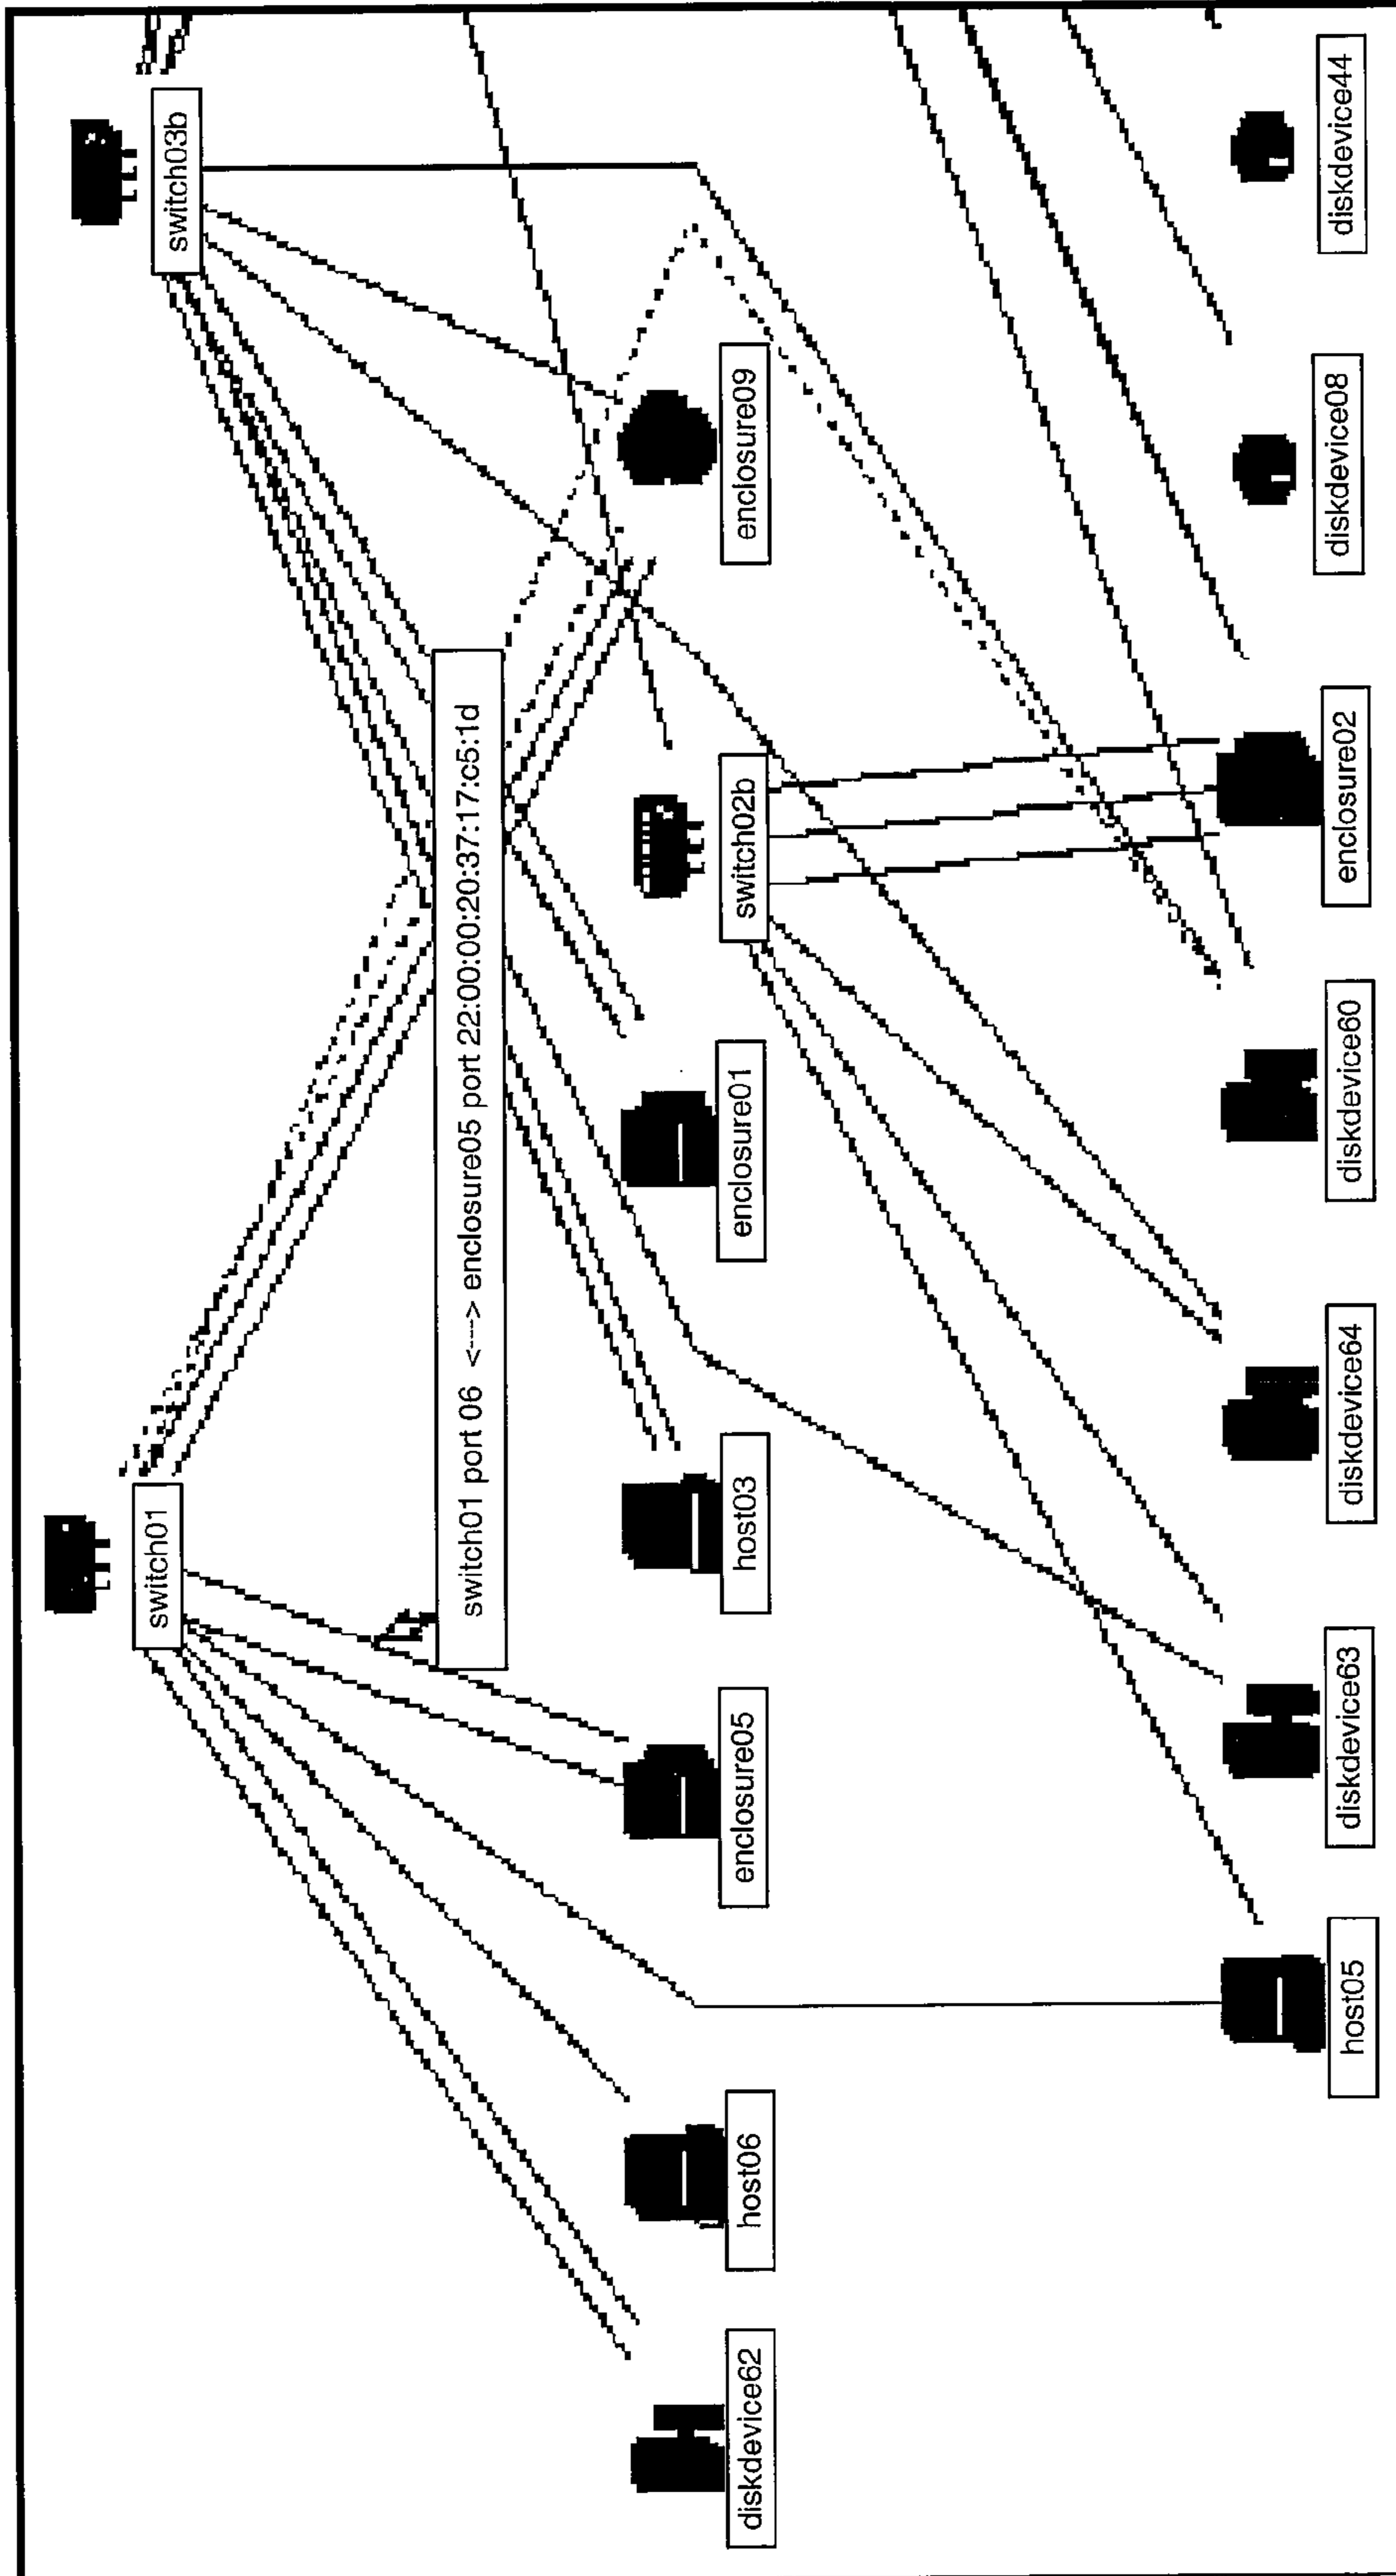 switch01
switch03b
switch01 port 06 <---> enclosure05 port 22:00:00:20:37:17:c5:1d
diskdevice62
host06
enclosure05
host03
enclosure01
switch02b
enclosure09
host05
diskdevice63
diskdevice64
diskdevice60
enclosure02
diskdevice08
diskdevice44